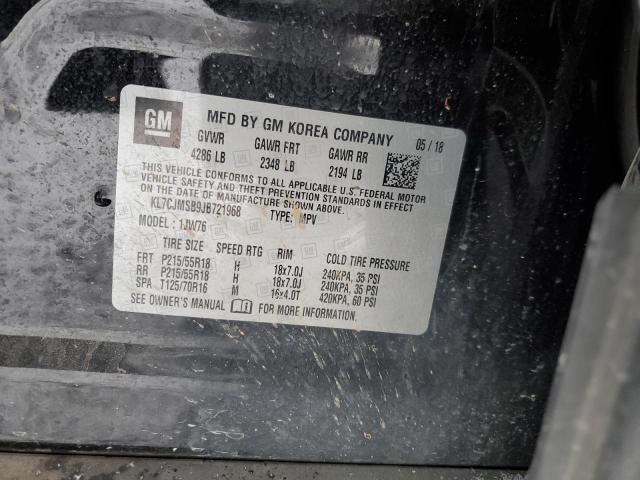 GM
MFD BY GM KOREA COMPANY 05 / 18
GVWR GAWR FRT GAWR RR
4286 LB 2348 LB 2194 LB
THIS VEHICLE CONFORMS TO ALL APPLICABLE U.S. FEDERAL MOTOR
VEHICLE SAFETY AND THEFT PREVENTION STANDARDS IN EFFECT
ON THE DATE OF MANUFACTURE SHOWN ABOVE.
KL7CJMSB9JB721968 TYPE: MPV
MODEL: 1JW76
TIRE SIZE SPEED RTG RIM COLD TIRE PRESSURE
FRT P215/55R18 H 18x7.0J 240KPA, 35 PSI
RR P215/55R18 H 18x7.0J 240KPA, 35 PSI
SPA T125/70R16 M 16x4.0T 420KPA, 60 PSI
SEE OWNER'S MANUAL FOR MORE INFORMATION.